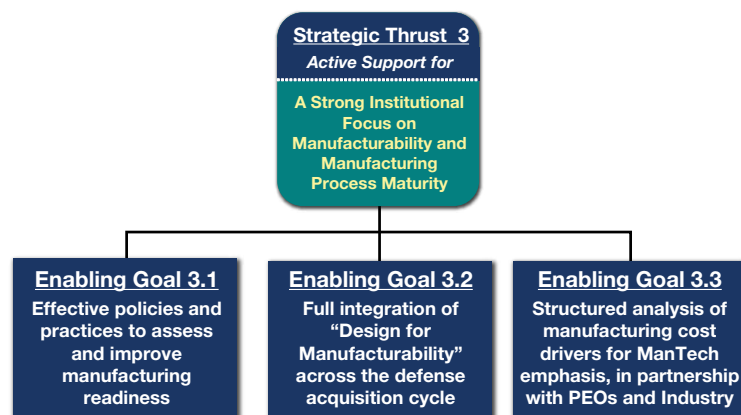 Strategic Thrust 3
Active Support for
A Strong Institutional
Focus on
Manufacturability and
Manufacturing
Process Maturity
Enabling Goal 3.1
Effective policies and
practices to assess
and improve
manufacturing
readiness
Enabling Goal 3.2
Full integration of
“Design for
Manufacturability”
across the defense
acquisition cycle
Enabling Goal 3.3
Structured analysis of
manufacturing cost
drivers for ManTech
emphasis, in partnership
with PEOs and Industry